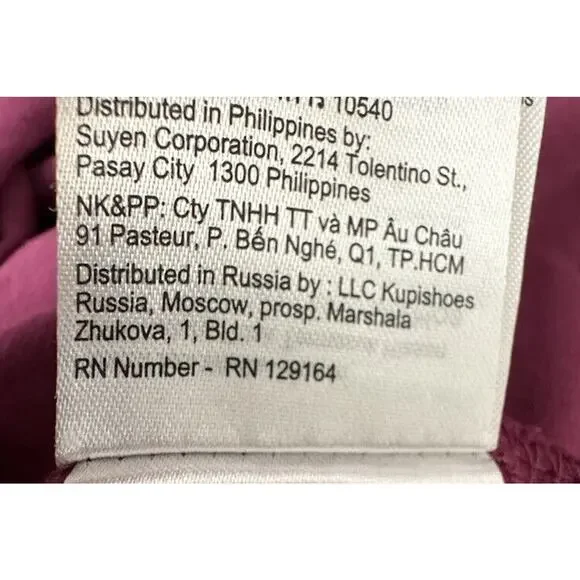 10540
Distributed in Philippines by:
Suyen Corporation, 2214 Tolentino St.,
Pasay City 1300 Philippines
NK&PP: Cty TNHH TT và MP Âu Châu
91 Pasteur, P. Bến Nghé, Q1, TP.HCM
Distributed in Russia by : LLC Kupishoes
Russia, Moscow, prosp. Marshala
Zhukova, 1, Bld. 1
RN Number - RN 129164